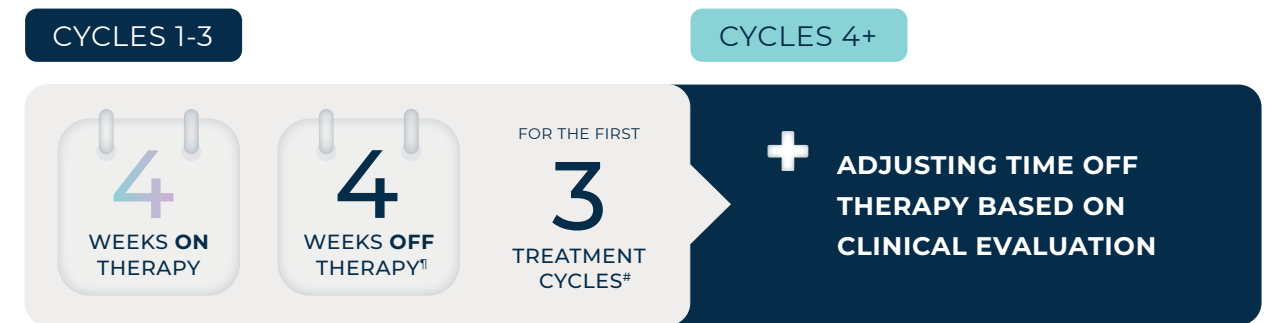 CYCLES 1-3
CYCLES 4+
4
WEEKS ON
THERAPY
4
WEEKS OFF
THERAPY¶
FOR THE FIRST
3
TREATMENT
CYCLES#
ADJUSTING TIME OFF
THERAPY BASED ON
CLINICAL EVALUATION